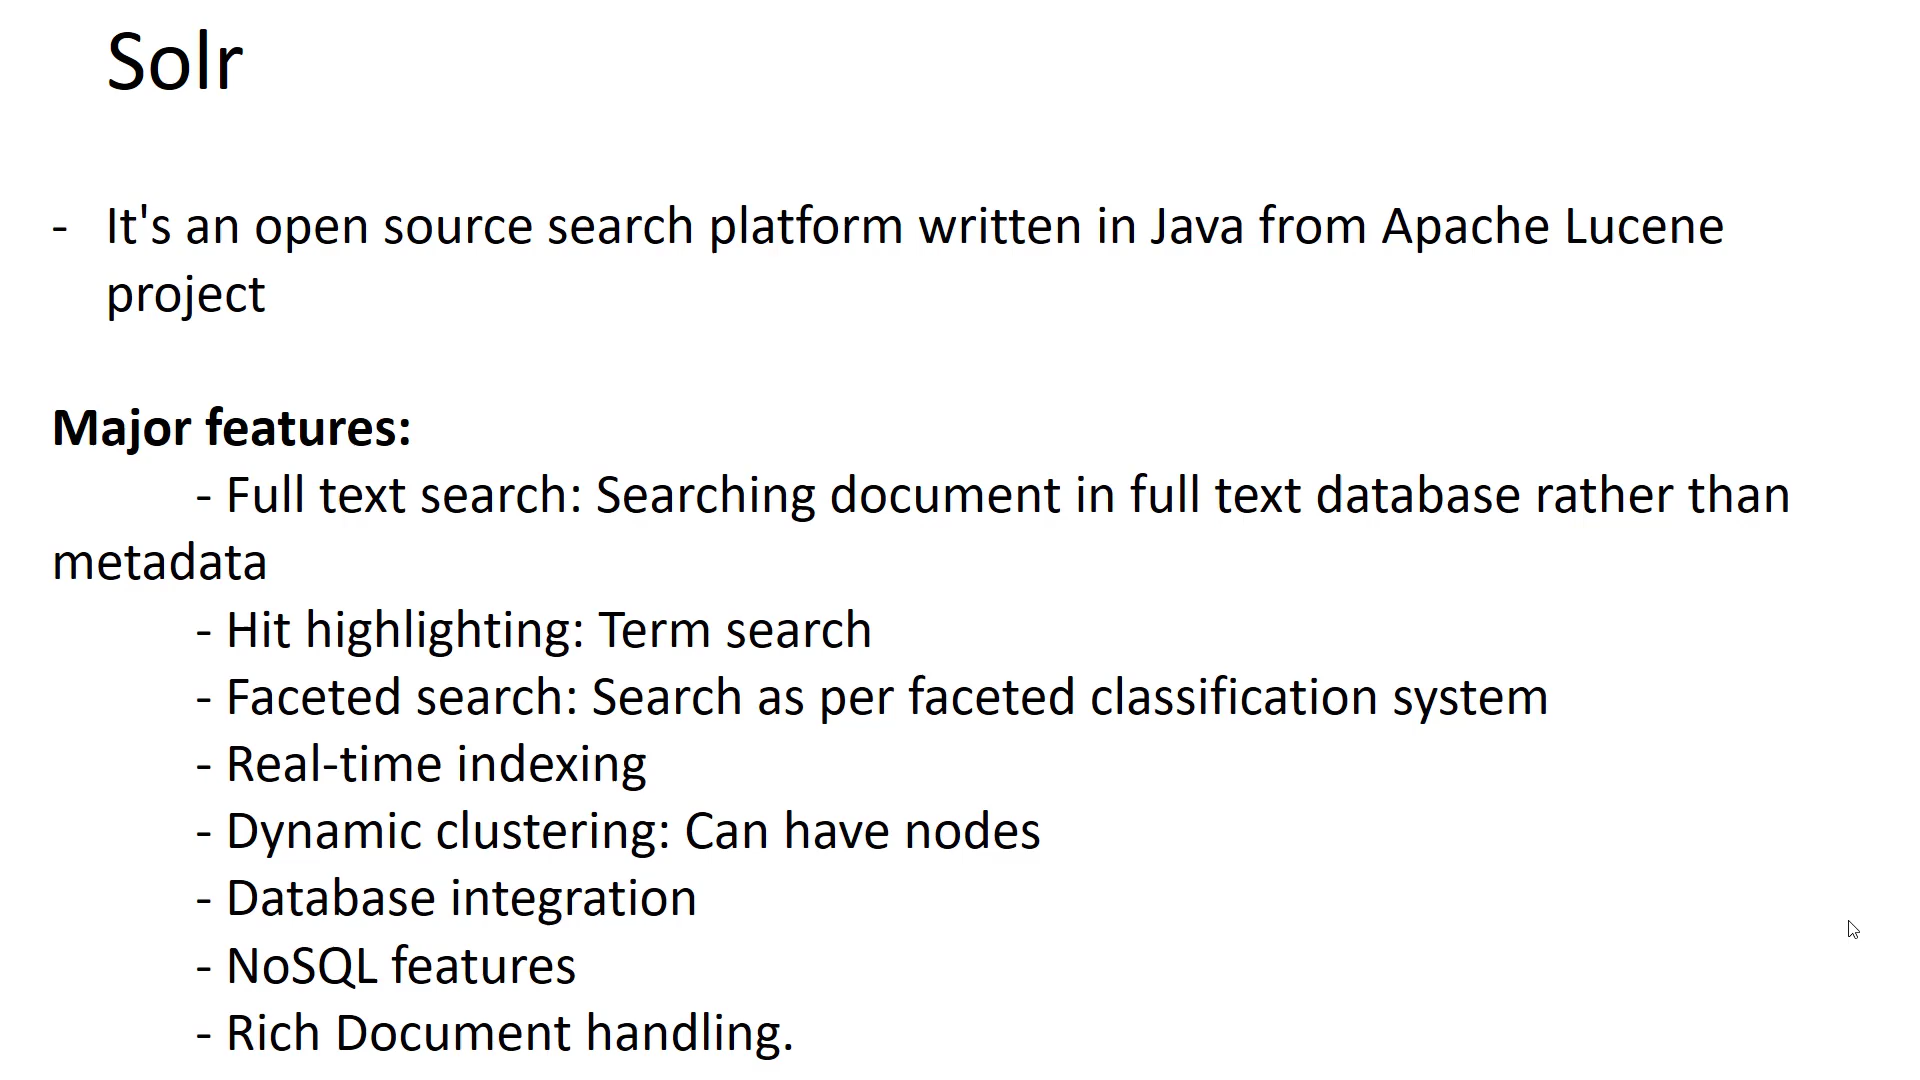 Solr
- It's an open source search platform written in Java from Apache Lucene
project
Major features:
- Full text search: Searching document in full text database rather than
metadata
- Hit highlighting: Term search
- Faceted search: Search as per faceted classification system
- Real-time indexing
- Dynamic clustering: Can have nodes
- Database integration
- NoSQL features
- Rich Document handling.